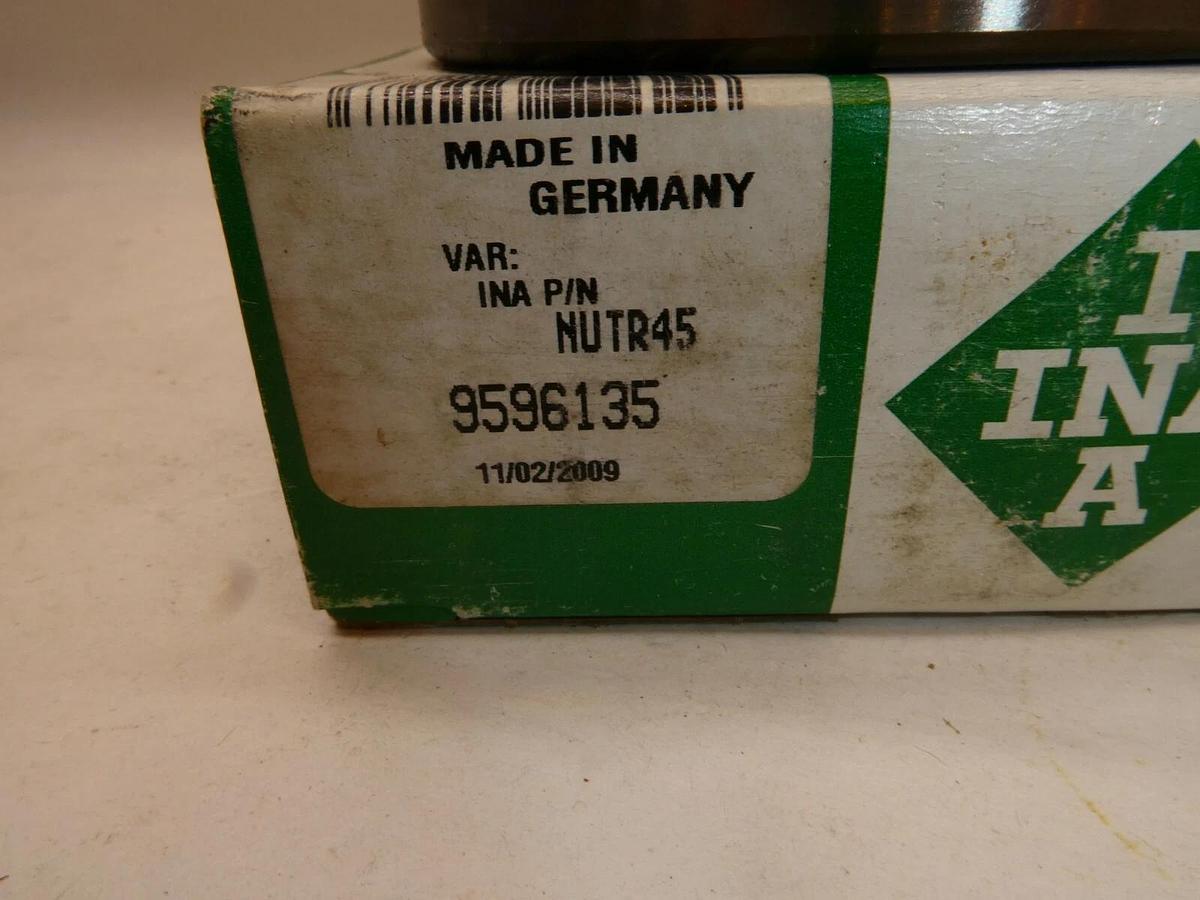 MADE IN
GERMANY
VAR:
INA P/N
NUTR45
9596135
11/02/2009
I
INA
A